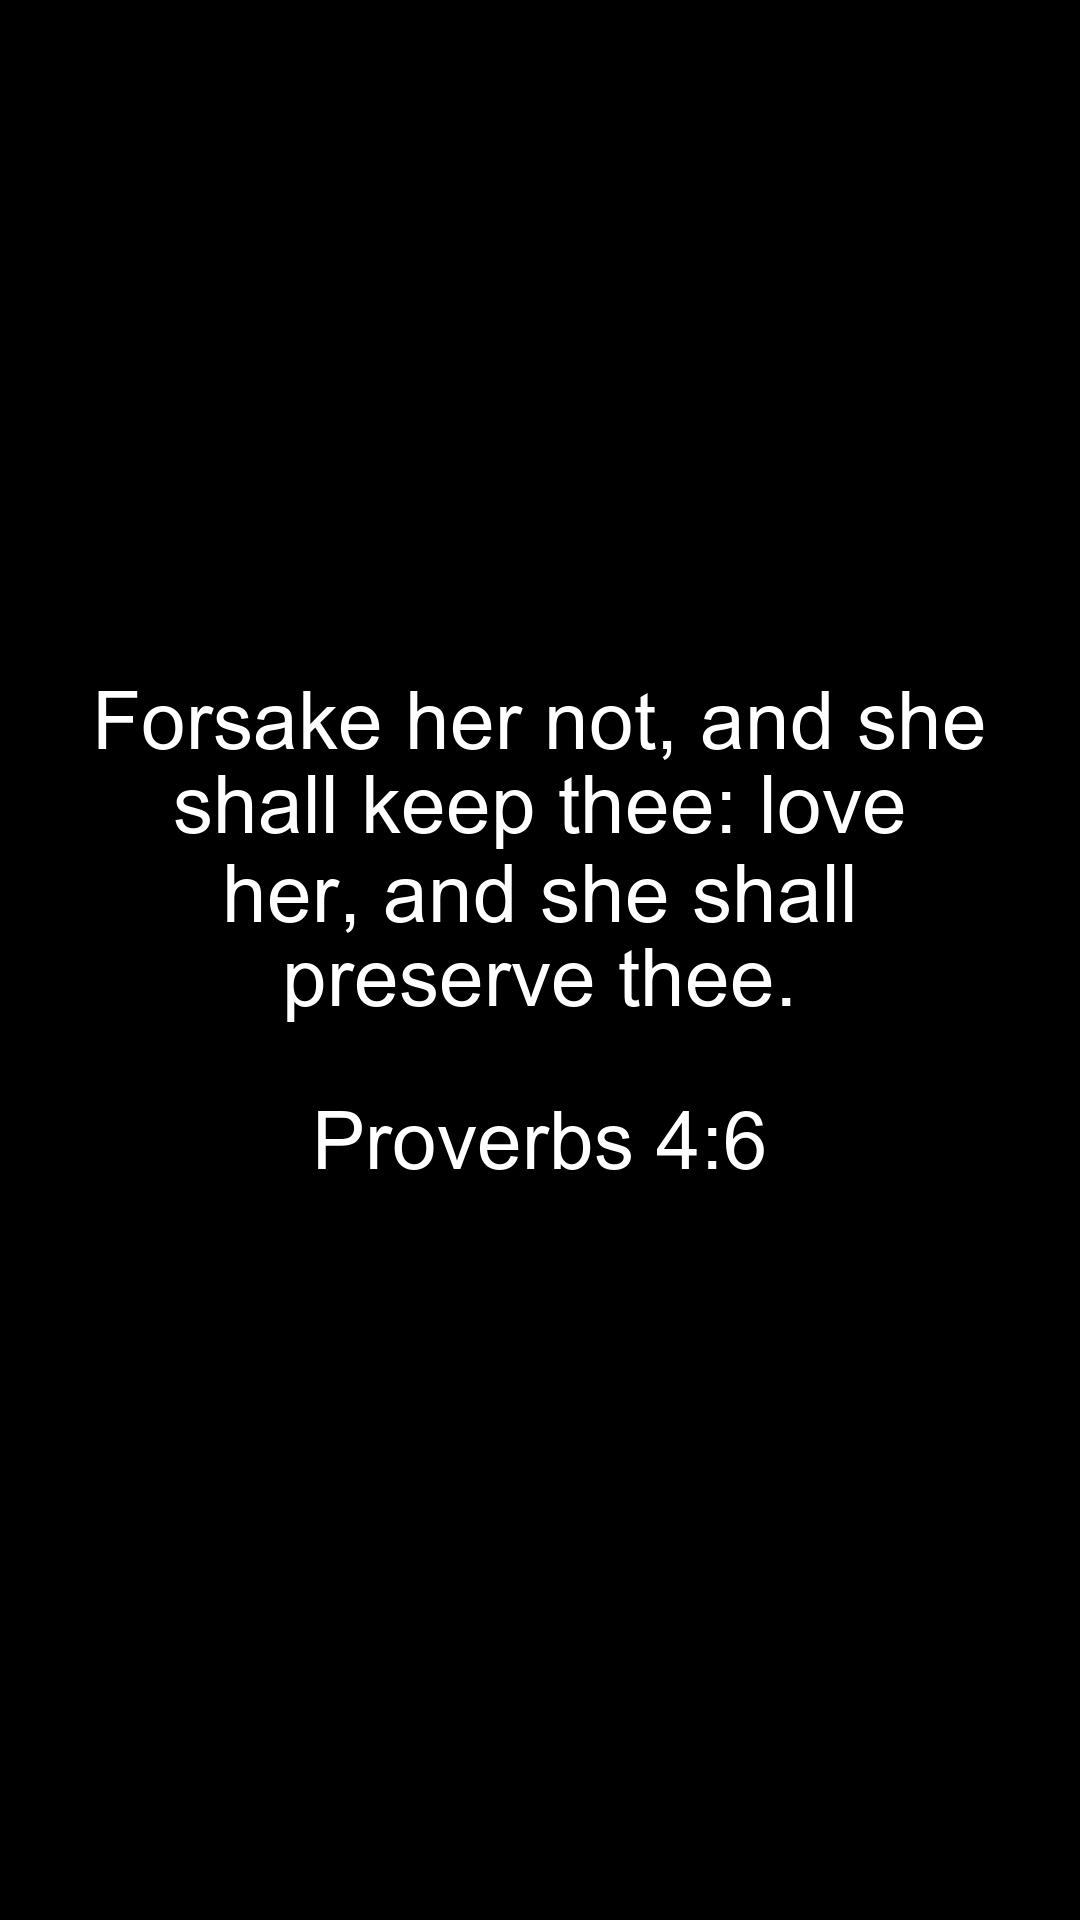 Forsake her not, and she
shall keep thee: love
her, and she shall
preserve thee.
Proverbs 4:6